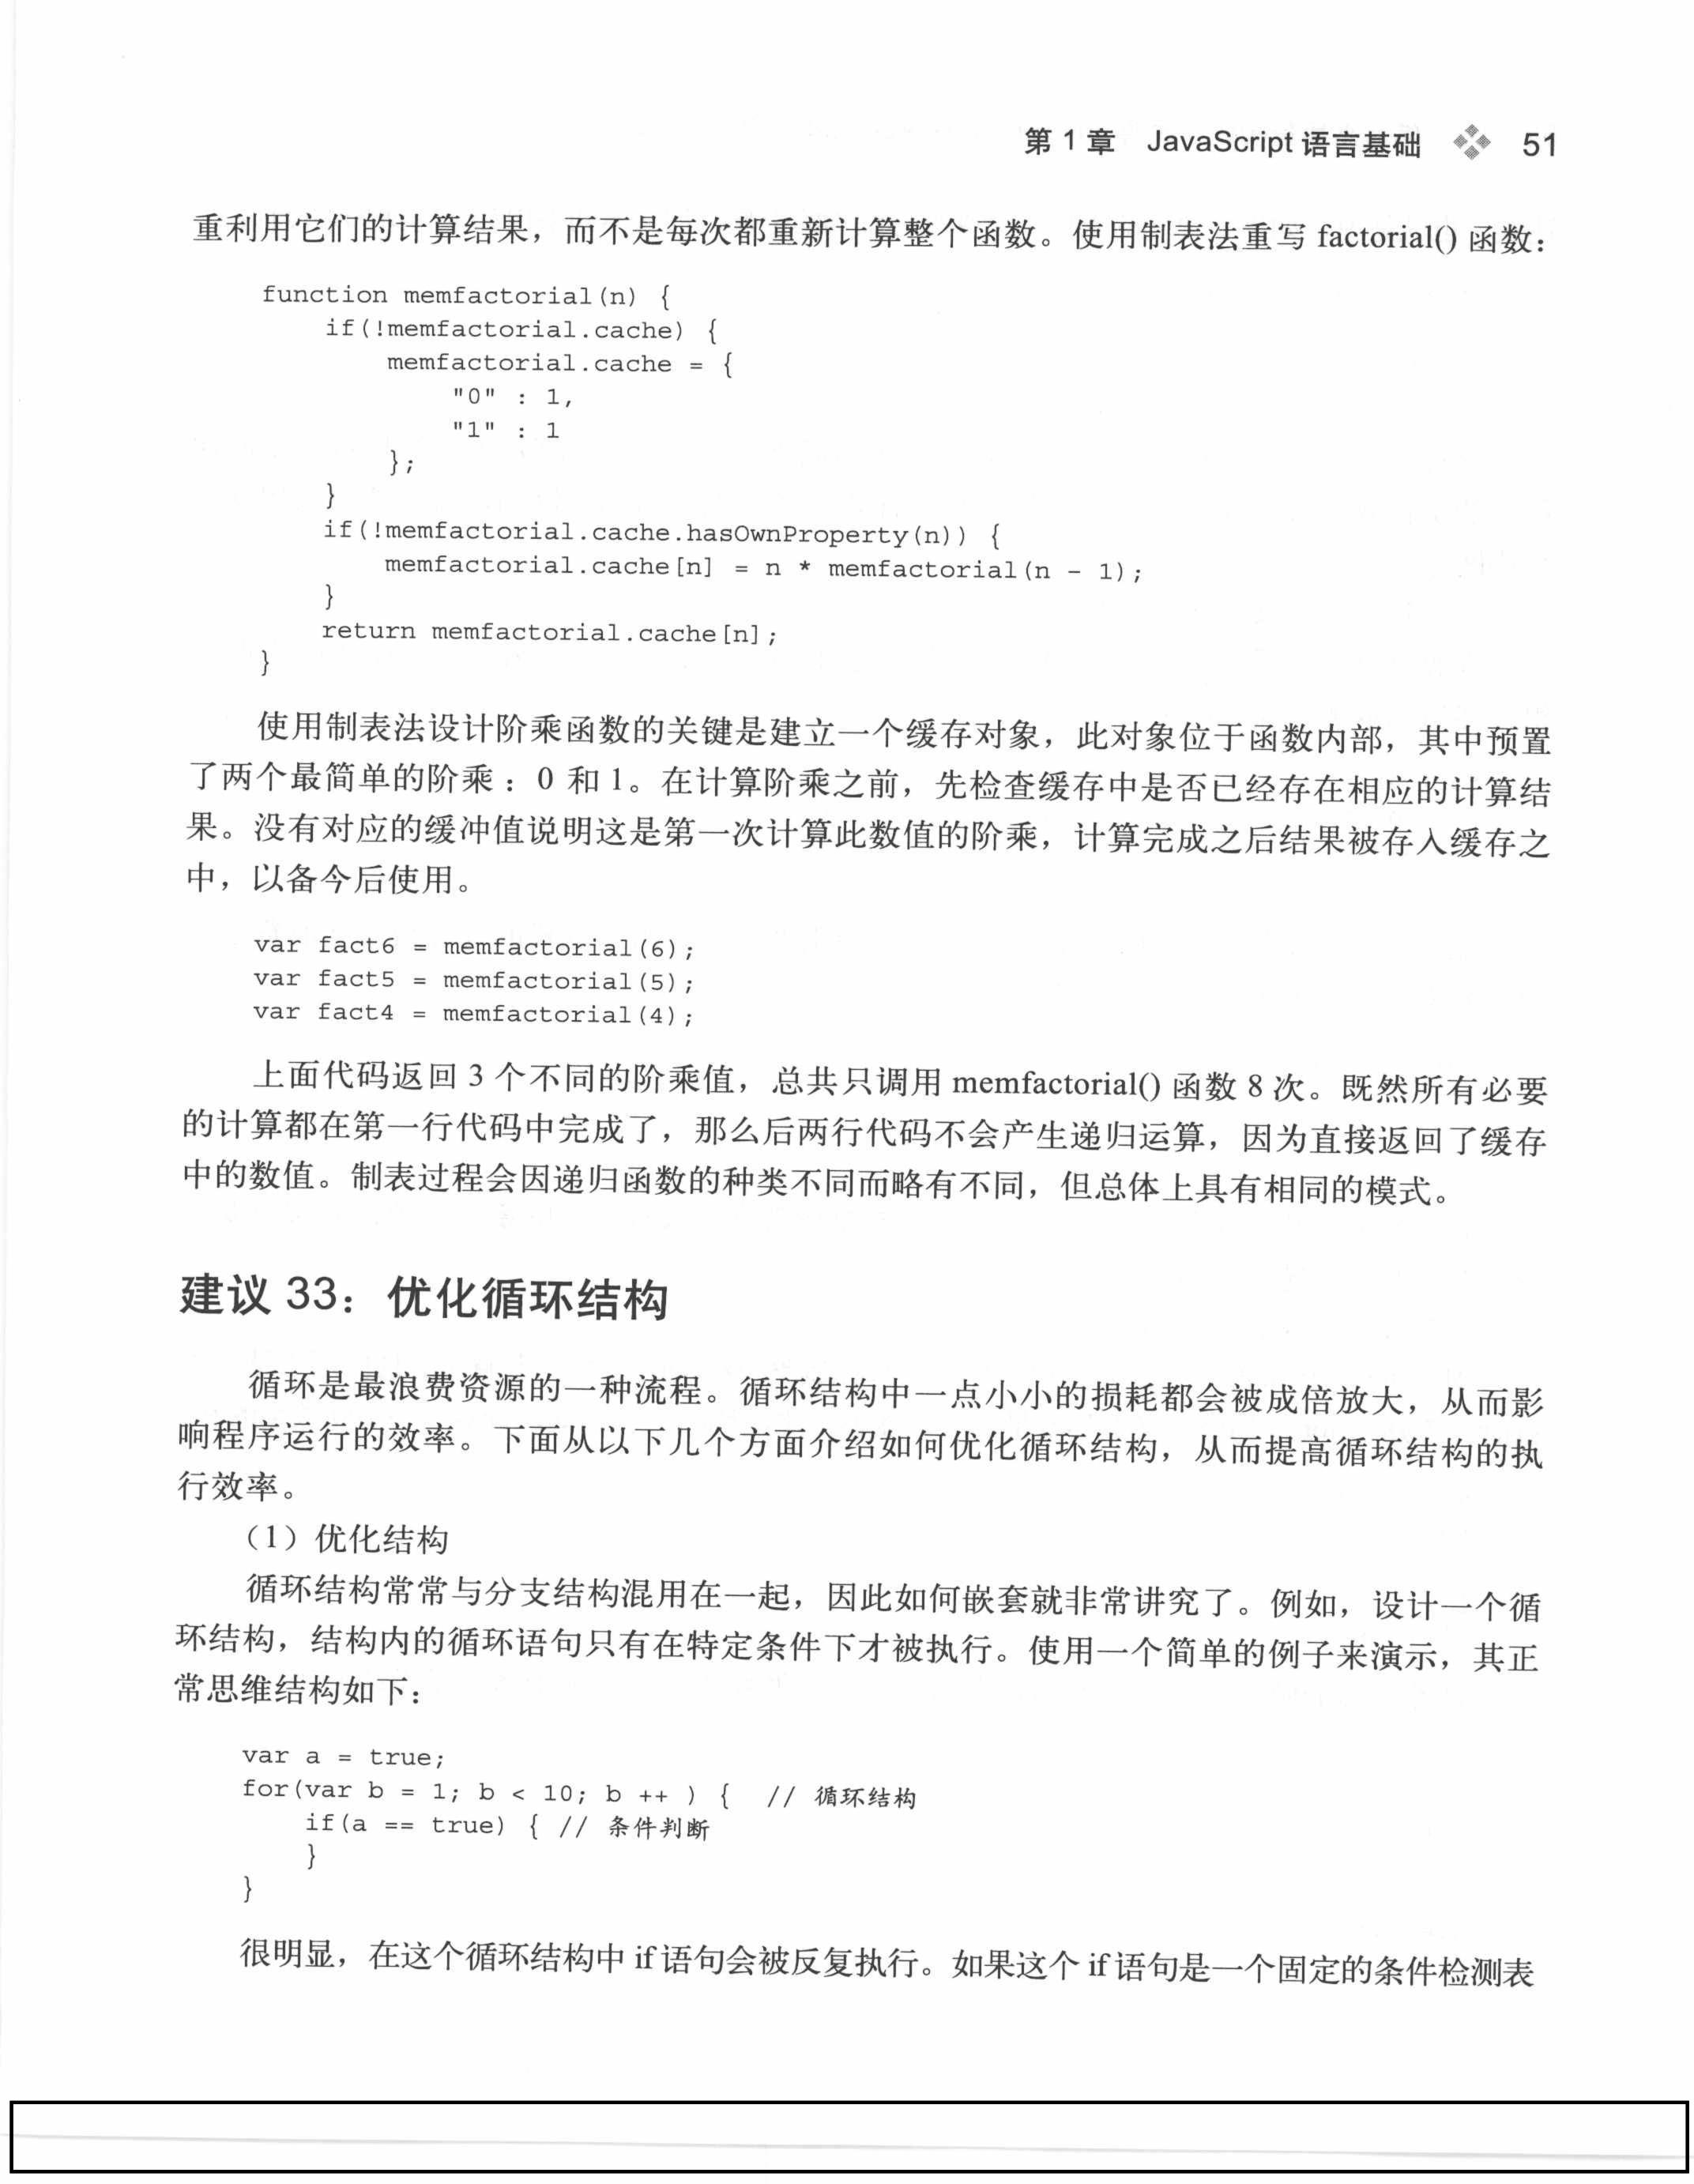 第 1 章 JavaScript 语言基础 51
重利用它们的计算结果，而不是每次都重新计算整个函数。使用制表法重写 factorial() 函数：
function memfactorial(n) {
    if(!memfactorial.cache) {
        memfactorial.cache = {
            "0" : 1,
            "1" : 1
        };
    }
    if(!memfactorial.cache.hasOwnProperty(n)) {
        memfactorial.cache[n] = n * memfactorial(n - 1);
    }
    return memfactorial.cache[n];
}
使用制表法设计阶乘函数的关键是建立一个缓存对象，此对象位于函数内部，其中预置
了两个最简单的阶乘：0 和 1。在计算阶乘之前，先检查缓存中是否已经存在相应的计算结
果。没有对应的缓冲值说明这是第一次计算此数值的阶乘，计算完成之后结果被存入缓存之
中，以备今后使用。
var fact6 = memfactorial(6);
var fact5 = memfactorial(5);
var fact4 = memfactorial(4);
上面代码返回 3 个不同的阶乘值，总共只调用 memfactorial() 函数 8 次。既然所有必要
的计算都在第一行代码中完成了，那么后两行代码不会产生递归运算，因为直接返回了缓存
中的数值。制表过程会因递归函数的种类不同而略有不同，但总体上具有相同的模式。
建议 33：优化循环结构
循环是最浪费资源的一种流程。循环结构中一点小小的损耗都会被成倍放大，从而影
响程序运行的效率。下面从以下几个方面介绍如何优化循环结构，从而提高循环结构的执
行效率。
（1）优化结构
循环结构常常与分支结构混用在一起，因此如何嵌套就非常讲究了。例如，设计一个循
环结构，结构内的循环语句只有在特定条件下才被执行。使用一个简单的例子来演示，其正
常思维结构如下：
var a = true;
for(var b = 1; b < 10; b ++ ) {  // 循环结构
    if(a == true) { // 条件判断
    }
}
很明显，在这个循环结构中 if 语句会被反复执行。如果这个 if 语句是一个固定的条件检测表